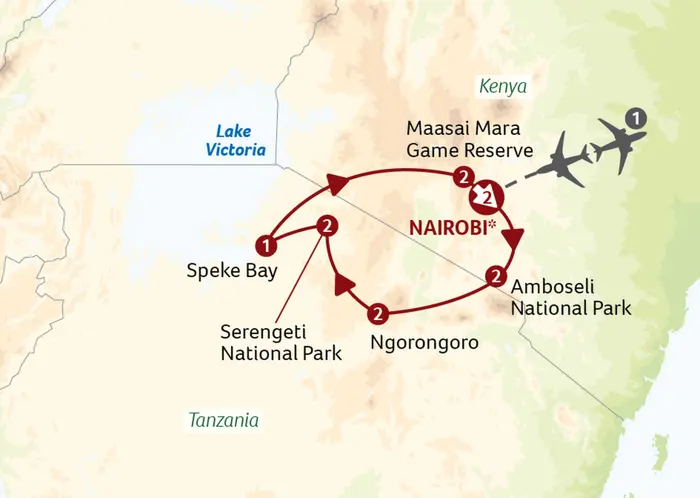 Kenya
1
Lake
Victoria
Maasai Mara
Game Reserve
2
2
NAIROBI*
2
1
Speke Bay
2
Amboseli
National Park
2
Serengeti
National Park
Ngorongoro
Tanzania